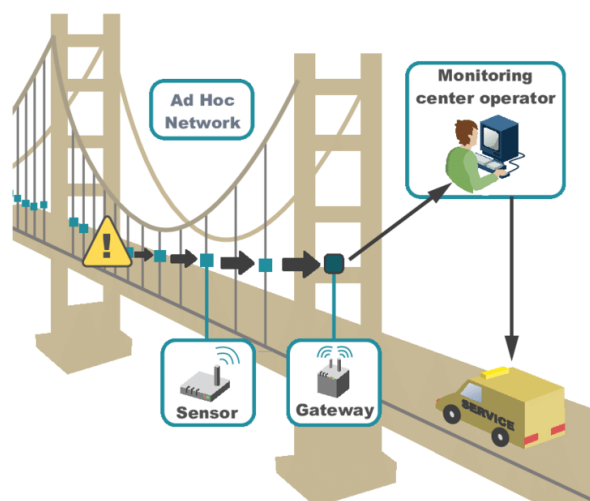 Ad Hoc
Network
Monitoring
center operator
!
Sensor
Gateway
SERVICE